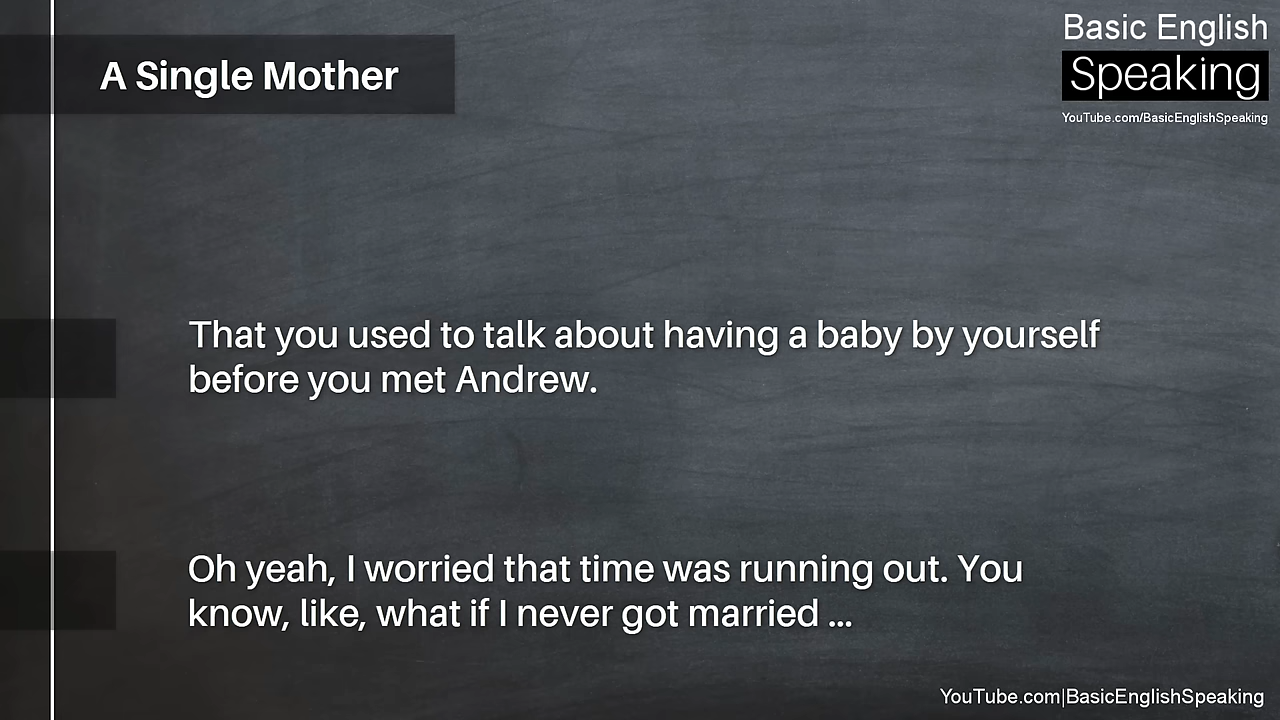 Basic English
Speaking
YouTube.com/BasicEnglishSpeaking
A Single Mother
That you used to talk about having a baby by yourself
before you met Andrew.
Oh yeah, I worried that time was running out. You
know, like, what if I never got married ...
YouTube.com|BasicEnglishSpeaking